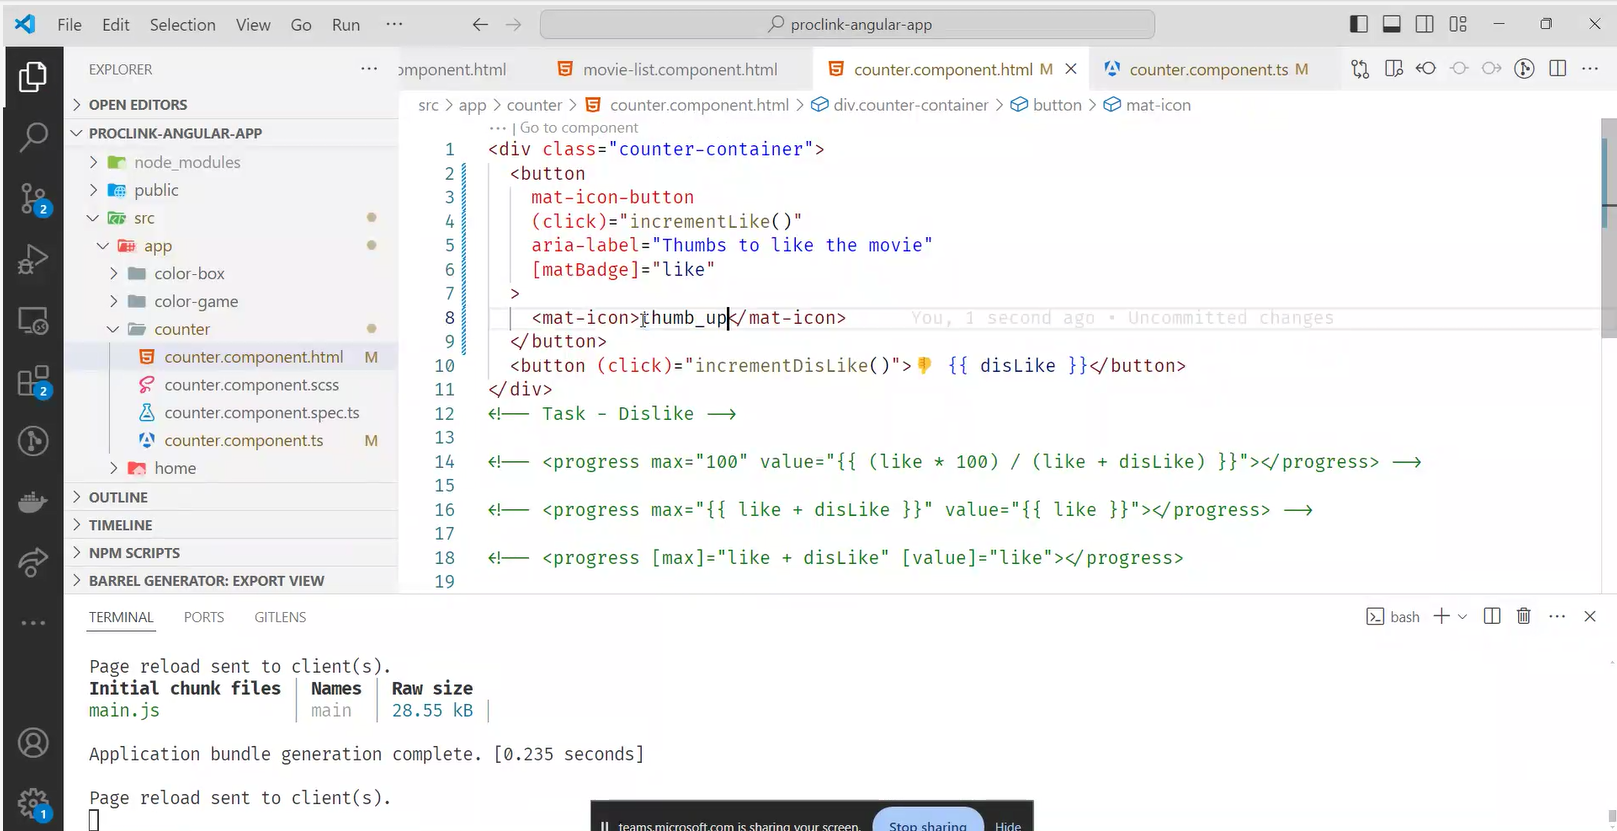 File Edit Selection View Go Run ··· proclink-angular-app
EXPLORER ···
OPEN EDITORS
PROCLINK-ANGULAR-APP
node_modules
public
src
app
color-box
color-game
counter
counter.component.html M
counter.component.scss
counter.component.spec.ts
counter.component.ts M
home
OUTLINE
TIMELINE
NPM SCRIPTS
BARREL GENERATOR: EXPORT VIEW
2
2
1
omponent.html movie-list.component.html counter.component.html M counter.component.ts M
src > app > counter > counter.component.html > div.counter-container > button > mat-icon
··· | Go to component
1 <div class="counter-container">
2 <button
3 mat-icon-button
4 (click)="incrementLike()"
5 aria-label="Thumbs to like the movie"
6 [matBadge]="like"
7 >
8 <mat-icon>thumb_up</mat-icon> You, 1 second ago • Uncommitted changes
9 </button>
10 <button (click)="incrementDisLike()">👎 {{ disLike }}</button>
11 </div>
12 <!-- Task - Dislike -->
13
14 <!-- <progress max="100" value="{{ (like * 100) / (like + disLike) }}"></progress> -->
15
16 <!-- <progress max="{{ like + disLike }}" value="{{ like }}"></progress> -->
17
18 <!-- <progress [max]="like + disLike" [value]="like"></progress>
19
TERMINAL PORTS GITLENS bash
Page reload sent to client(s).
Initial chunk files | Names | Raw size
main.js | main | 28.55 kB |
Application bundle generation complete. [0.235 seconds]
Page reload sent to client(s).
teams.microsoft.com is sharing your screen. Stop sharing Hide